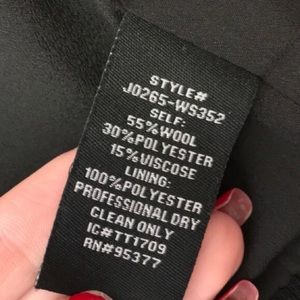 STYLE#
J0265-WS352
SELF:
55%WOOL
30%POLYESTER
15%VISCOSE
LINING:
100%POLYESTER
PROFESSIONAL DRY
CLEAN ONLY
IC#TT1709
RN#95377